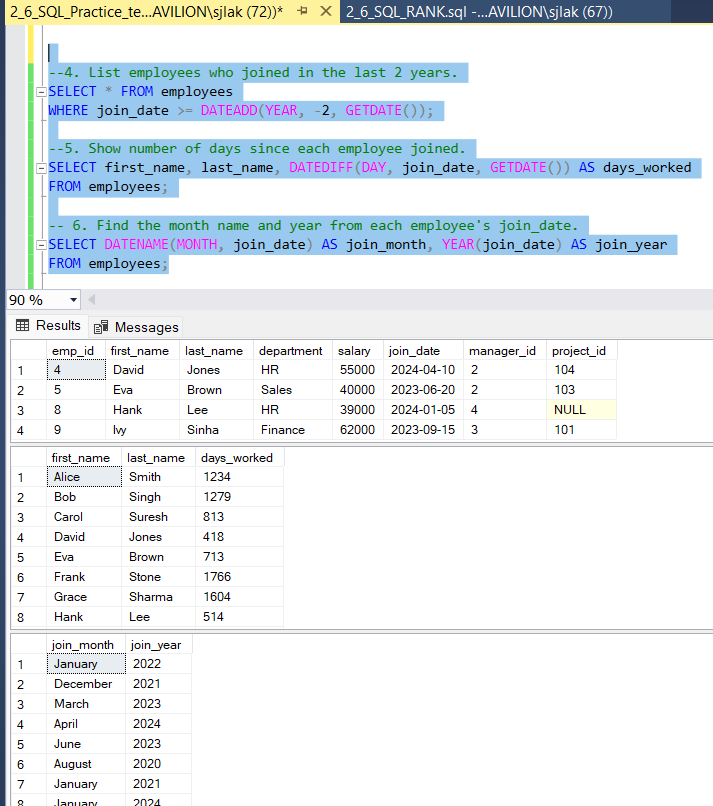 2_6_SQL_Practice_te...AVILION\sjlak (72))* 2_6_SQL_RANK.sql -...AVILION\sjlak (67))
--4. List employees who joined in the last 2 years.
SELECT * FROM employees
WHERE join_date >= DATEADD(YEAR, -2, GETDATE());
--5. Show number of days since each employee joined.
SELECT first_name, last_name, DATEDIFF(DAY, join_date, GETDATE()) AS days_worked
FROM employees;
-- 6. Find the month name and year from each employee's join_date.
SELECT DATENAME(MONTH, join_date) AS join_month, YEAR(join_date) AS join_year
FROM employees;
90 %
Results Messages
emp_id first_name last_name department salary join_date manager_id project_id
1 4 David Jones HR 55000 2024-04-10 2 104
2 5 Eva Brown Sales 40000 2023-06-20 2 103
3 8 Hank Lee HR 39000 2024-01-05 4 NULL
4 9 Ivy Sinha Finance 62000 2023-09-15 3 101
first_name last_name days_worked
1 Alice Smith 1234
2 Bob Singh 1279
3 Carol Suresh 813
4 David Jones 418
5 Eva Brown 713
6 Frank Stone 1766
7 Grace Sharma 1604
8 Hank Lee 514
join_month join_year
1 January 2022
2 December 2021
3 March 2023
4 April 2024
5 June 2023
6 August 2020
7 January 2021
8 January 2024